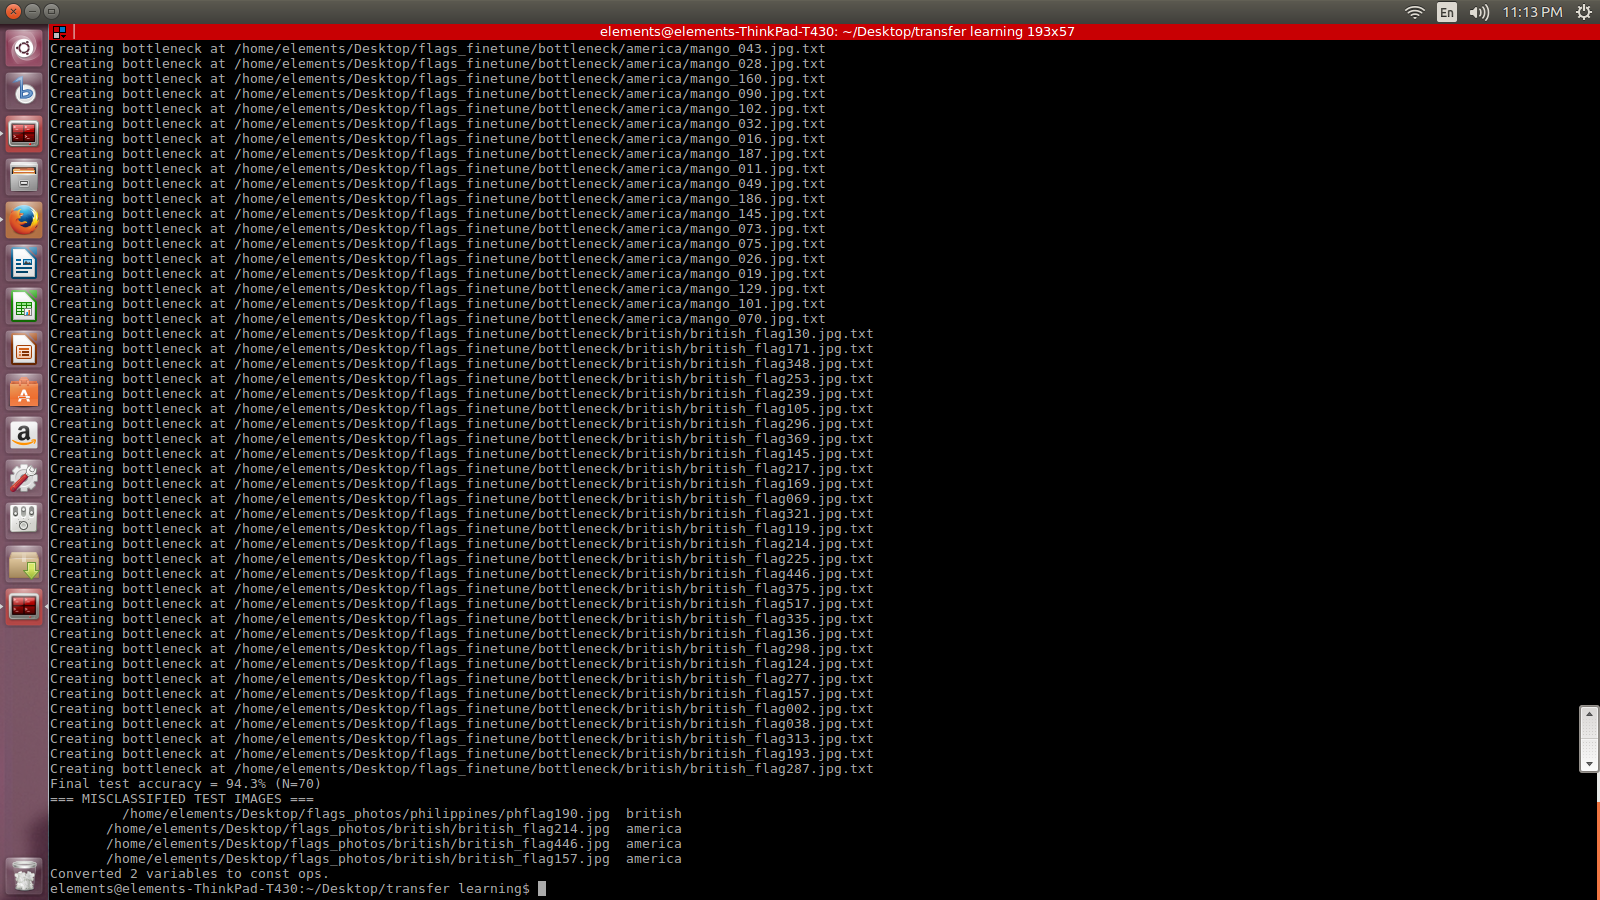 En
11:13 PM
elements@elements-ThinkPad-T430: ~/Desktop/transfer learning 193x57
Creating bottleneck at /home/elements/Desktop/flags_finetune/bottleneck/america/mango_043.jpg.txt
Creating bottleneck at /home/elements/Desktop/flags_finetune/bottleneck/america/mango_028.jpg.txt
Creating bottleneck at /home/elements/Desktop/flags_finetune/bottleneck/america/mango_160.jpg.txt
Creating bottleneck at /home/elements/Desktop/flags_finetune/bottleneck/america/mango_090.jpg.txt
Creating bottleneck at /home/elements/Desktop/flags_finetune/bottleneck/america/mango_102.jpg.txt
Creating bottleneck at /home/elements/Desktop/flags_finetune/bottleneck/america/mango_032.jpg.txt
Creating bottleneck at /home/elements/Desktop/flags_finetune/bottleneck/america/mango_016.jpg.txt
Creating bottleneck at /home/elements/Desktop/flags_finetune/bottleneck/america/mango_187.jpg.txt
Creating bottleneck at /home/elements/Desktop/flags_finetune/bottleneck/america/mango_011.jpg.txt
Creating bottleneck at /home/elements/Desktop/flags_finetune/bottleneck/america/mango_049.jpg.txt
Creating bottleneck at /home/elements/Desktop/flags_finetune/bottleneck/america/mango_186.jpg.txt
Creating bottleneck at /home/elements/Desktop/flags_finetune/bottleneck/america/mango_145.jpg.txt
Creating bottleneck at /home/elements/Desktop/flags_finetune/bottleneck/america/mango_073.jpg.txt
Creating bottleneck at /home/elements/Desktop/flags_finetune/bottleneck/america/mango_075.jpg.txt
Creating bottleneck at /home/elements/Desktop/flags_finetune/bottleneck/america/mango_026.jpg.txt
Creating bottleneck at /home/elements/Desktop/flags_finetune/bottleneck/america/mango_019.jpg.txt
Creating bottleneck at /home/elements/Desktop/flags_finetune/bottleneck/america/mango_129.jpg.txt
Creating bottleneck at /home/elements/Desktop/flags_finetune/bottleneck/america/mango_101.jpg.txt
Creating bottleneck at /home/elements/Desktop/flags_finetune/bottleneck/america/mango_070.jpg.txt
Creating bottleneck at /home/elements/Desktop/flags_finetune/bottleneck/british/british_flag130.jpg.txt
Creating bottleneck at /home/elements/Desktop/flags_finetune/bottleneck/british/british_flag171.jpg.txt
Creating bottleneck at /home/elements/Desktop/flags_finetune/bottleneck/british/british_flag348.jpg.txt
Creating bottleneck at /home/elements/Desktop/flags_finetune/bottleneck/british/british_flag253.jpg.txt
Creating bottleneck at /home/elements/Desktop/flags_finetune/bottleneck/british/british_flag239.jpg.txt
Creating bottleneck at /home/elements/Desktop/flags_finetune/bottleneck/british/british_flag105.jpg.txt
Creating bottleneck at /home/elements/Desktop/flags_finetune/bottleneck/british/british_flag296.jpg.txt
Creating bottleneck at /home/elements/Desktop/flags_finetune/bottleneck/british/british_flag369.jpg.txt
Creating bottleneck at /home/elements/Desktop/flags_finetune/bottleneck/british/british_flag145.jpg.txt
Creating bottleneck at /home/elements/Desktop/flags_finetune/bottleneck/british/british_flag217.jpg.txt
Creating bottleneck at /home/elements/Desktop/flags_finetune/bottleneck/british/british_flag169.jpg.txt
Creating bottleneck at /home/elements/Desktop/flags_finetune/bottleneck/british/british_flag069.jpg.txt
Creating bottleneck at /home/elements/Desktop/flags_finetune/bottleneck/british/british_flag321.jpg.txt
Creating bottleneck at /home/elements/Desktop/flags_finetune/bottleneck/british/british_flag119.jpg.txt
Creating bottleneck at /home/elements/Desktop/flags_finetune/bottleneck/british/british_flag214.jpg.txt
Creating bottleneck at /home/elements/Desktop/flags_finetune/bottleneck/british/british_flag225.jpg.txt
Creating bottleneck at /home/elements/Desktop/flags_finetune/bottleneck/british/british_flag446.jpg.txt
Creating bottleneck at /home/elements/Desktop/flags_finetune/bottleneck/british/british_flag375.jpg.txt
Creating bottleneck at /home/elements/Desktop/flags_finetune/bottleneck/british/british_flag517.jpg.txt
Creating bottleneck at /home/elements/Desktop/flags_finetune/bottleneck/british/british_flag335.jpg.txt
Creating bottleneck at /home/elements/Desktop/flags_finetune/bottleneck/british/british_flag136.jpg.txt
Creating bottleneck at /home/elements/Desktop/flags_finetune/bottleneck/british/british_flag298.jpg.txt
Creating bottleneck at /home/elements/Desktop/flags_finetune/bottleneck/british/british_flag124.jpg.txt
Creating bottleneck at /home/elements/Desktop/flags_finetune/bottleneck/british/british_flag277.jpg.txt
Creating bottleneck at /home/elements/Desktop/flags_finetune/bottleneck/british/british_flag157.jpg.txt
Creating bottleneck at /home/elements/Desktop/flags_finetune/bottleneck/british/british_flag002.jpg.txt
Creating bottleneck at /home/elements/Desktop/flags_finetune/bottleneck/british/british_flag038.jpg.txt
Creating bottleneck at /home/elements/Desktop/flags_finetune/bottleneck/british/british_flag313.jpg.txt
Creating bottleneck at /home/elements/Desktop/flags_finetune/bottleneck/british/british_flag193.jpg.txt
Creating bottleneck at /home/elements/Desktop/flags_finetune/bottleneck/british/british_flag287.jpg.txt
Final test accuracy = 94.3% (N=70)
=== MISCLASSIFIED TEST IMAGES ===
/home/elements/Desktop/flags_photos/philippines/phflag190.jpg  british
/home/elements/Desktop/flags_photos/british/british_flag214.jpg  america
/home/elements/Desktop/flags_photos/british/british_flag446.jpg  america
/home/elements/Desktop/flags_photos/british/british_flag157.jpg  america
Converted 2 variables to const ops.
elements@elements-ThinkPad-T430:~/Desktop/transfer learning$